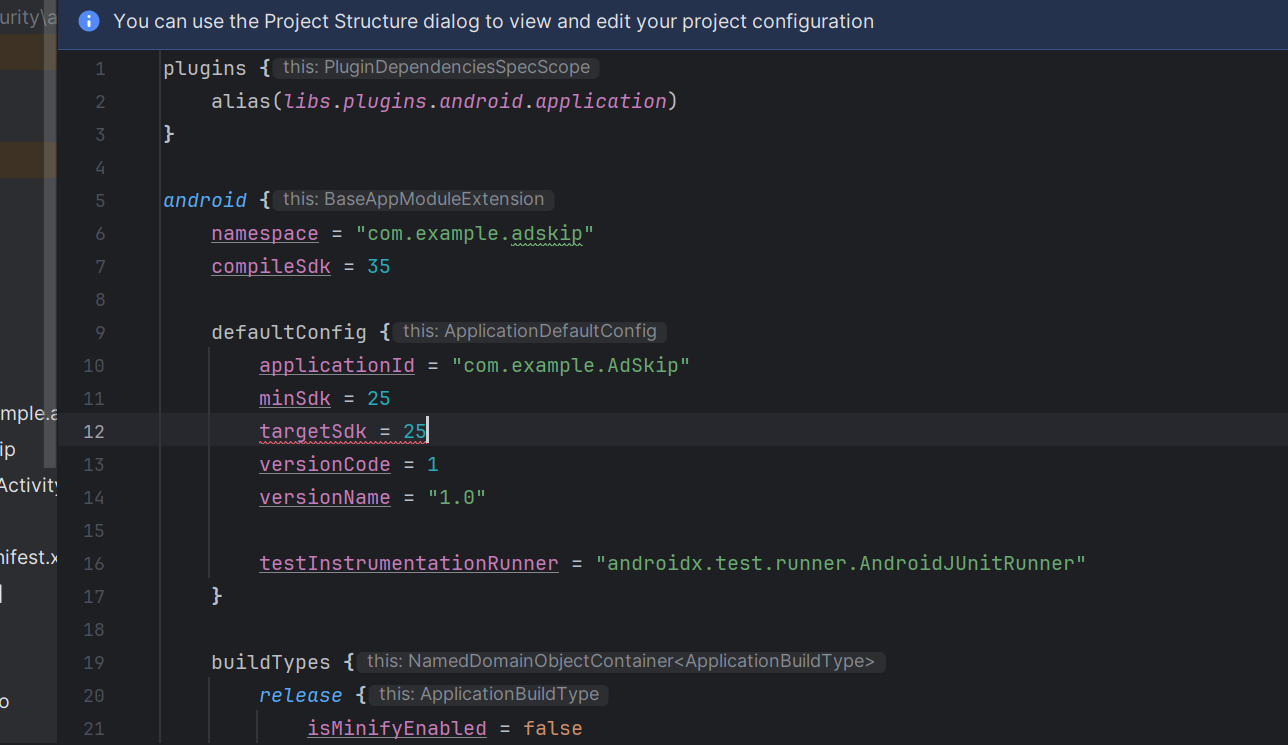 You can use the Project Structure dialog to view and edit your project configuration
urity\a
1 plugins { this: PluginDependenciesSpecScope
2 alias(libs.plugins.android.application)
3 }
4
5 android { this: BaseAppModuleExtension
6 namespace = "com.example.adskip"
7 compileSdk = 35
8
9 defaultConfig { this: ApplicationDefaultConfig
10 applicationId = "com.example.AdSkip"
11 minSdk = 25
mple.a
12 targetSdk = 25
ip
13 versionCode = 1
Activity
14 versionName = "1.0"
15
nifest.x
16 testInstrumentationRunner = "androidx.test.runner.AndroidJUnitRunner"
17 }
18
19 buildTypes { this: NamedDomainObjectContainer<ApplicationBuildType>
20 release { this: ApplicationBuildType
o
21 isMinifyEnabled = false